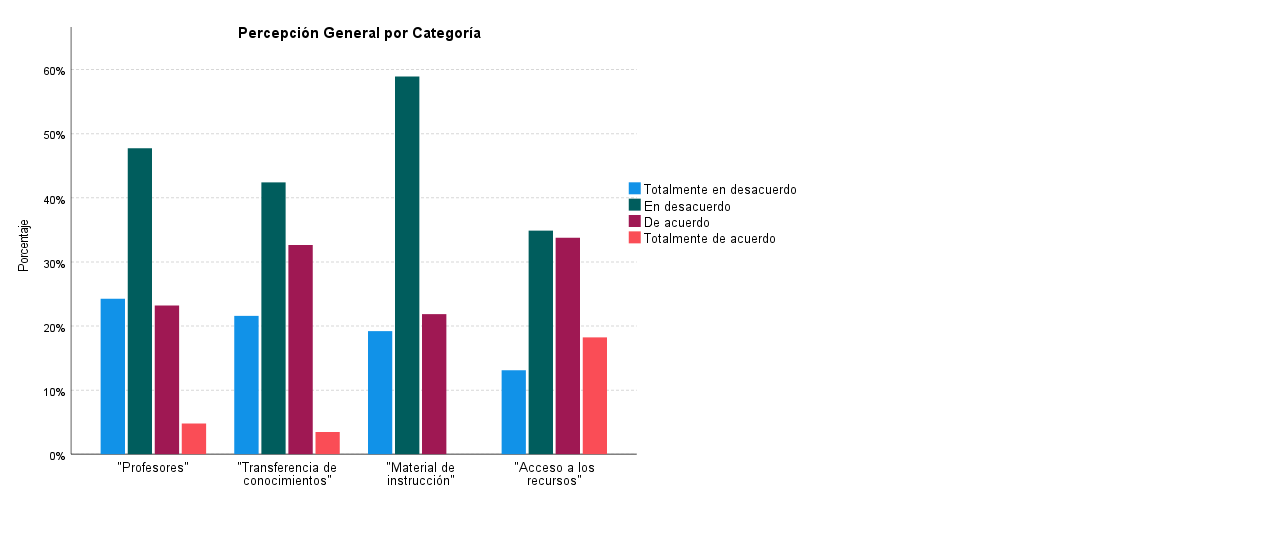 Percepción General por Categoría
60%
50%
40%
30%
20%
10%
0%
Porcentaje
"Profesores"
"Transferencia de
conocimientos"
"Material de
instrucción"
"Acceso a los
recursos"
Totalmente en desacuerdo
En desacuerdo
De acuerdo
Totalmente de acuerdo